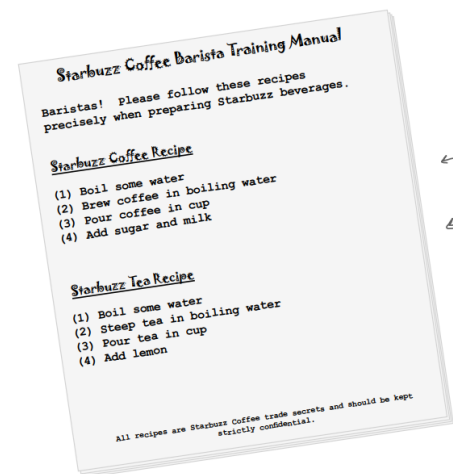 Starbuzz Coffee Barista Training Manual
Baristas! Please follow these recipes
precisely when preparing Starbuzz beverages.
Starbuzz Coffee Recipe
(1) Boil some water
(2) Brew coffee in boiling water
(3) Pour coffee in cup
(4) Add sugar and milk
Starbuzz Tea Recipe
(1) Boil some water
(2) Steep tea in boiling water
(3) Pour tea in cup
(4) Add lemon
All recipes are Starbuzz Coffee trade secrets and should be kept
strictly confidential.